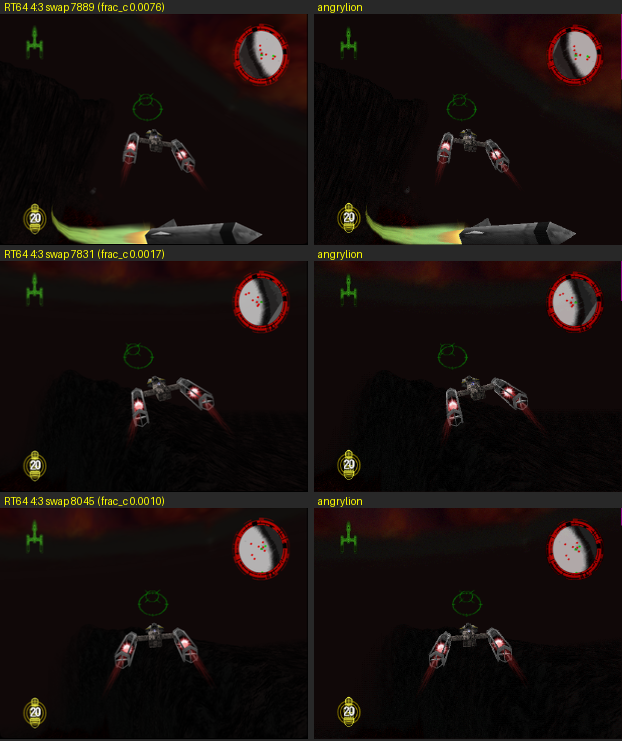 RT64 4:3 swap 7889 (frac_c 0.0076)
angrylion
20
20
RT64 4:3 swap 7831 (frac_c 0.0017)
angrylion
20
20
RT64 4:3 swap 8045 (frac_c 0.0010)
angrylion
20
20